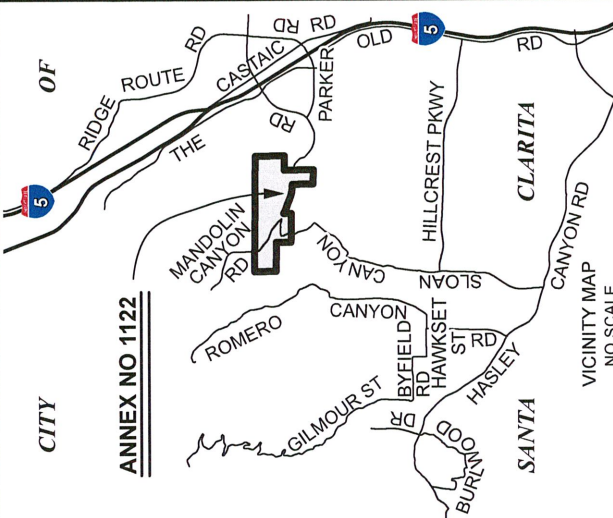 CITY
OF
5
RIDGE
ROUTE
RD
THE
CASTAIC
RD
OLD
5
RD
PARKER
RD
ANNEX NO 1122
MANDOLIN
CANYON
RD
ROMERO
CANYON
SLOAN
CANYON
HILLCREST PKWY
GILMOUR ST
BYFIELD
RD
HAWKSET
ST
RD
HASLEY
CANYON RD
BURLWOOD
DR
SANTA
CLARITA
VICINITY MAP
NO SCALE